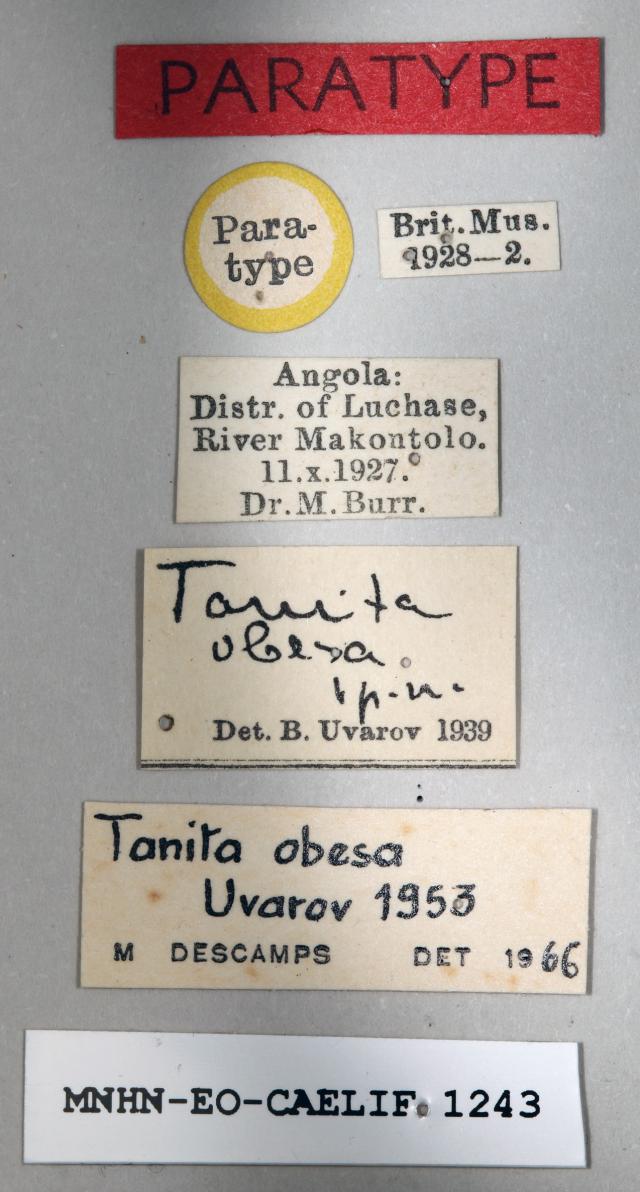 PARATYPE
Para-
type
Brit. Mus.
1928—2.
Angola:
Distr. of Luchase,
River Makontolo.
11.x.1927.
Dr. M. Burr.
Tanita
obesa
sp. n.
Det. B. Uvarov 1939
Tanita obesa
Uvarov 1953
M DESCAMPS DET 1966
MNHN-EO-CAELIF. 1243